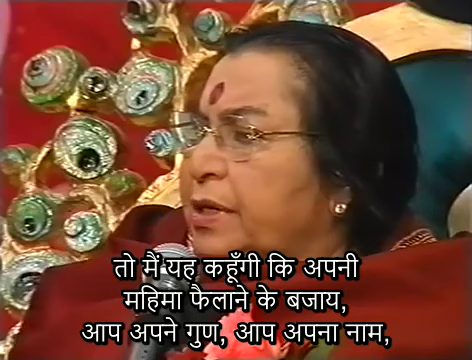 तो मैं यह कहूँगी कि अपनी
महिमा फैलाने के बजाय,
आप अपने गुण, आप अपना नाम,